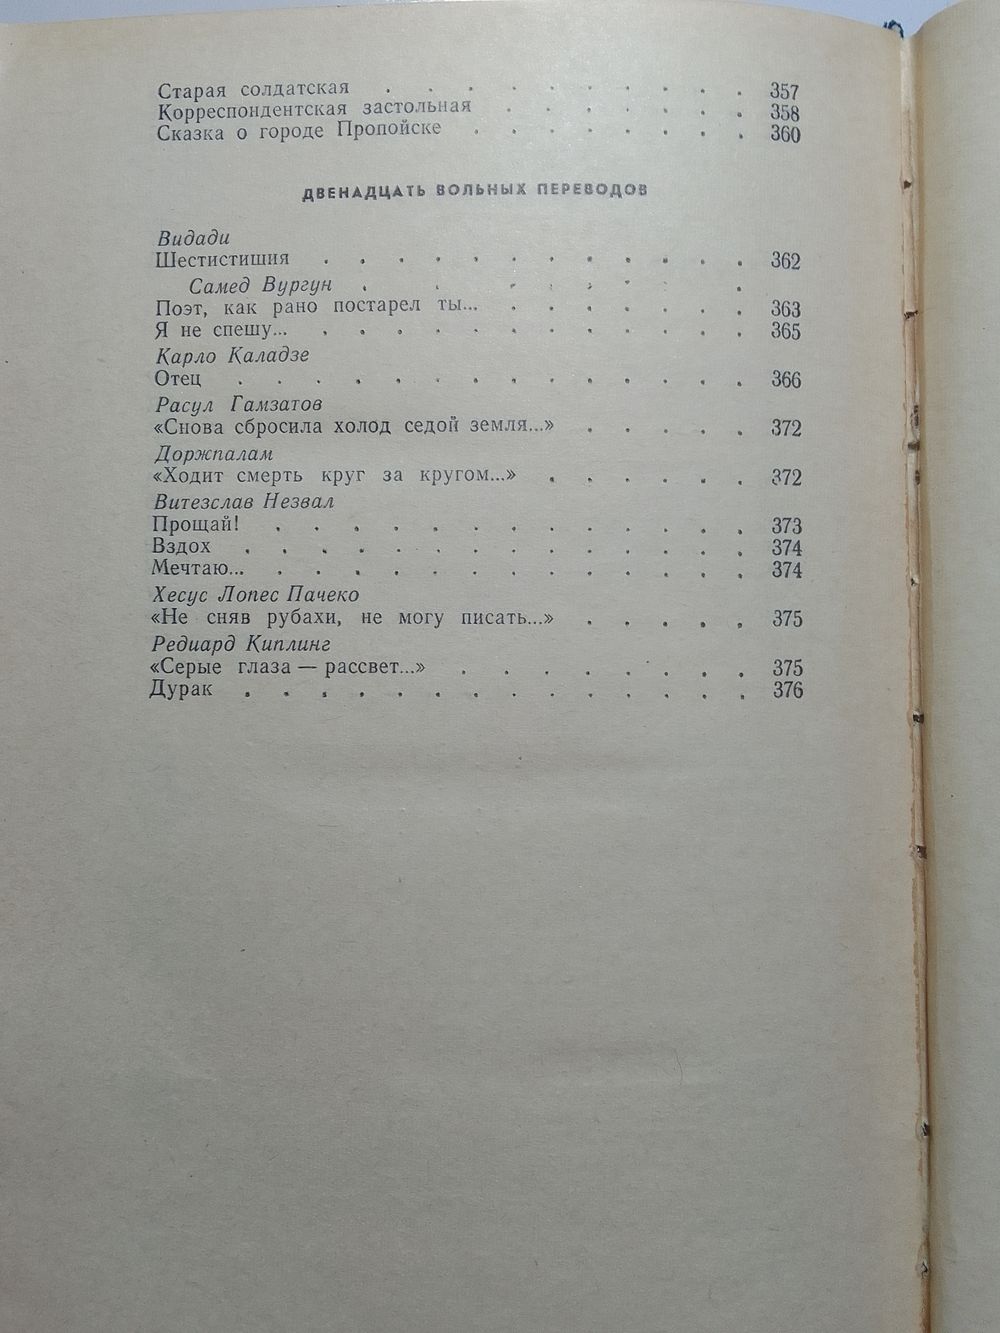 Старая солдатская . . . . . . . . . . 357
Корреспондентская застольная . . . . . . . 358
Сказка о городе Пропойске . . . . . . . . 360
ДВЕНАДЦАТЬ ВОЛЬНЫХ ПЕРЕВОДОВ
Видади
Шестистишия . . . . . . . . . . . . 362
Самед Вургун . . . . . . . . .
Поэт, как рано постарел ты... . . . . . . . 363
Я не спешу... . . . . . . . . . . . . 365
Карло Каладзе
Отец . . . . . . . . . . . . . . 366
Расул Гамзатов
«Снова сбросила холод седой земля...» . . . . . 372
Доржпалам
«Ходит смерть круг за кругом...» . . . . . . 372
Витезслав Незвал
Прощай! . . . . . . . . . . . . . 373
Вздох . . . . . . . . . . . . . . 374
Мечтаю... . . . . . . . . . . . . . 374
Хесус Лопес Пачеко
«Не сняв рубахи, не могу писать...» . . . . . 375
Редиард Киплинг
«Серые глаза — рассвет...» . . . . . . . . 375
Дурак . . . . . . . . . . . . . . 376